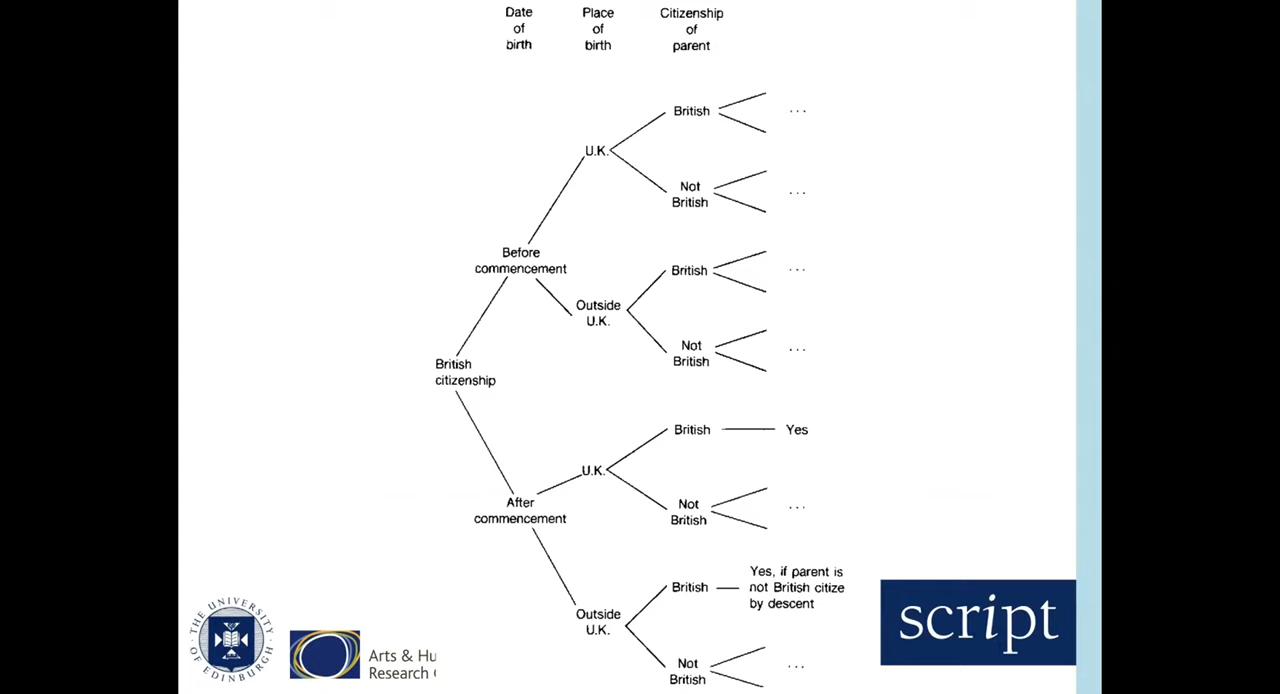 Date
of
birth
Place
of
birth
Citizenship
of
parent
British
...
U.K.
Not
British
...
Before
commencement
British
...
Outside
U.K.
Not
British
...
British
citizenship
British
Yes
U.K.
Not
British
...
After
commencement
British
Yes, if parent is
not British citize
by descent
Outside
U.K.
Not
British
...
THE UNIVERSITY
OF EDINBURGH
Arts & Hu
Research
script